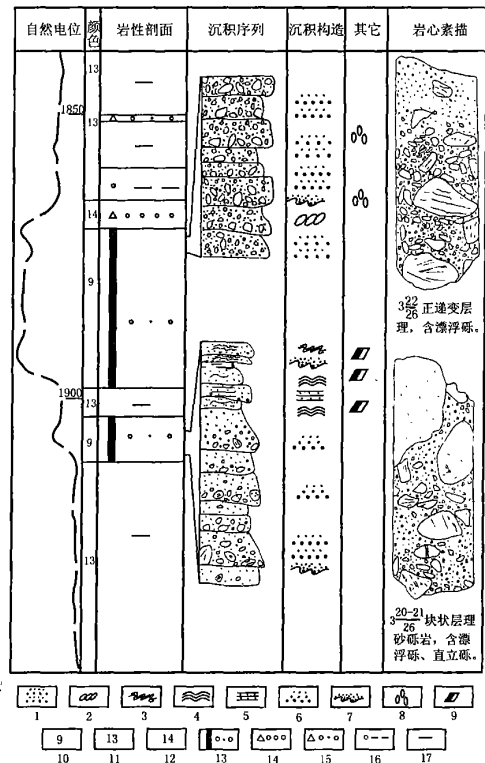 自然电位 颜色 岩性剖面 沉积序列 沉积构造 其它 岩心素描
13
1850
13
14
9
3 22/26 正递变层
理，含漂浮砾。
1900
13
9
13
3 20-21/26 块状层理
砂砾岩，含漂
浮砾、直立砾。
1 2 3 4 5 6 7 8 9
9 13 14
10 11 12 13 14 15 16 17